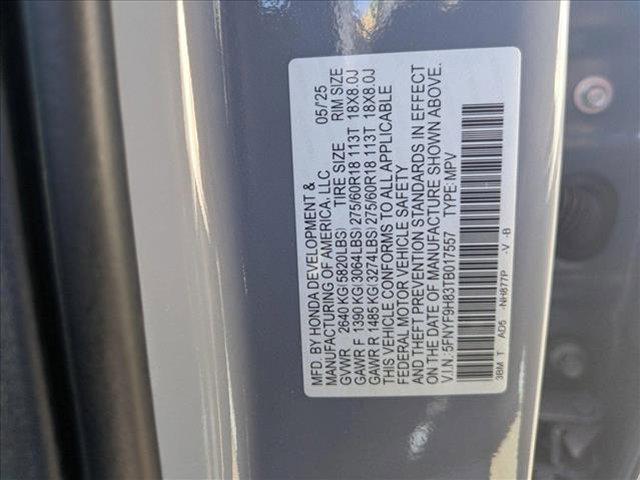 MFD. BY HONDA DEVELOPMENT & 05/25
MANUFACTURING OF AMERICA, LLC
GVWR 2640 KG(5820LBS) TIRE SIZE RIM SIZE
GAWR F 1390 KG(3064LBS) 275/60R18 113T 18X8.0J
GAWR R 1485 KG(3274LBS) 275/60R18 113T 18X8.0J
THIS VEHICLE CONFORMS TO ALL APPLICABLE
FEDERAL MOTOR VEHICLE SAFETY
AND THEFT PREVENTION STANDARDS IN EFFECT
ON THE DATE OF MANUFACTURE SHOWN ABOVE.
V.I.N:5FNYF9H83TB017557 TYPE:MPV
3BM T AD5 -NH877P -V -B